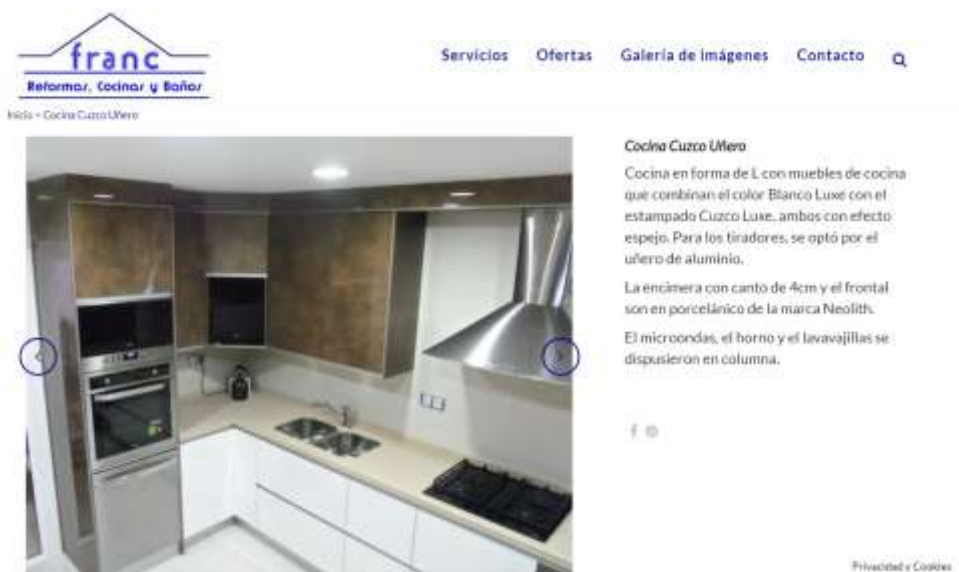 franc
Reformas, Cocinas y Baños
Servicios Ofertas Galería de imágenes Contacto
Inicio » Cocina Cuzco Uñero
Cocina Cuzco Uñero
Cocina en forma de L con muebles de cocina
que combinan el color Blanco Luxe con el
estampado Cuzco Luxe, ambos con efecto
espejo. Para los tiradores, se optó por el
uñero de aluminio.
La encimera con canto de 4cm y el frontal
son en porcelánico de la marca Neolith.
El microondas, el horno y el lavavajillas se
dispusieron en columna.
Privacidad y Cookies